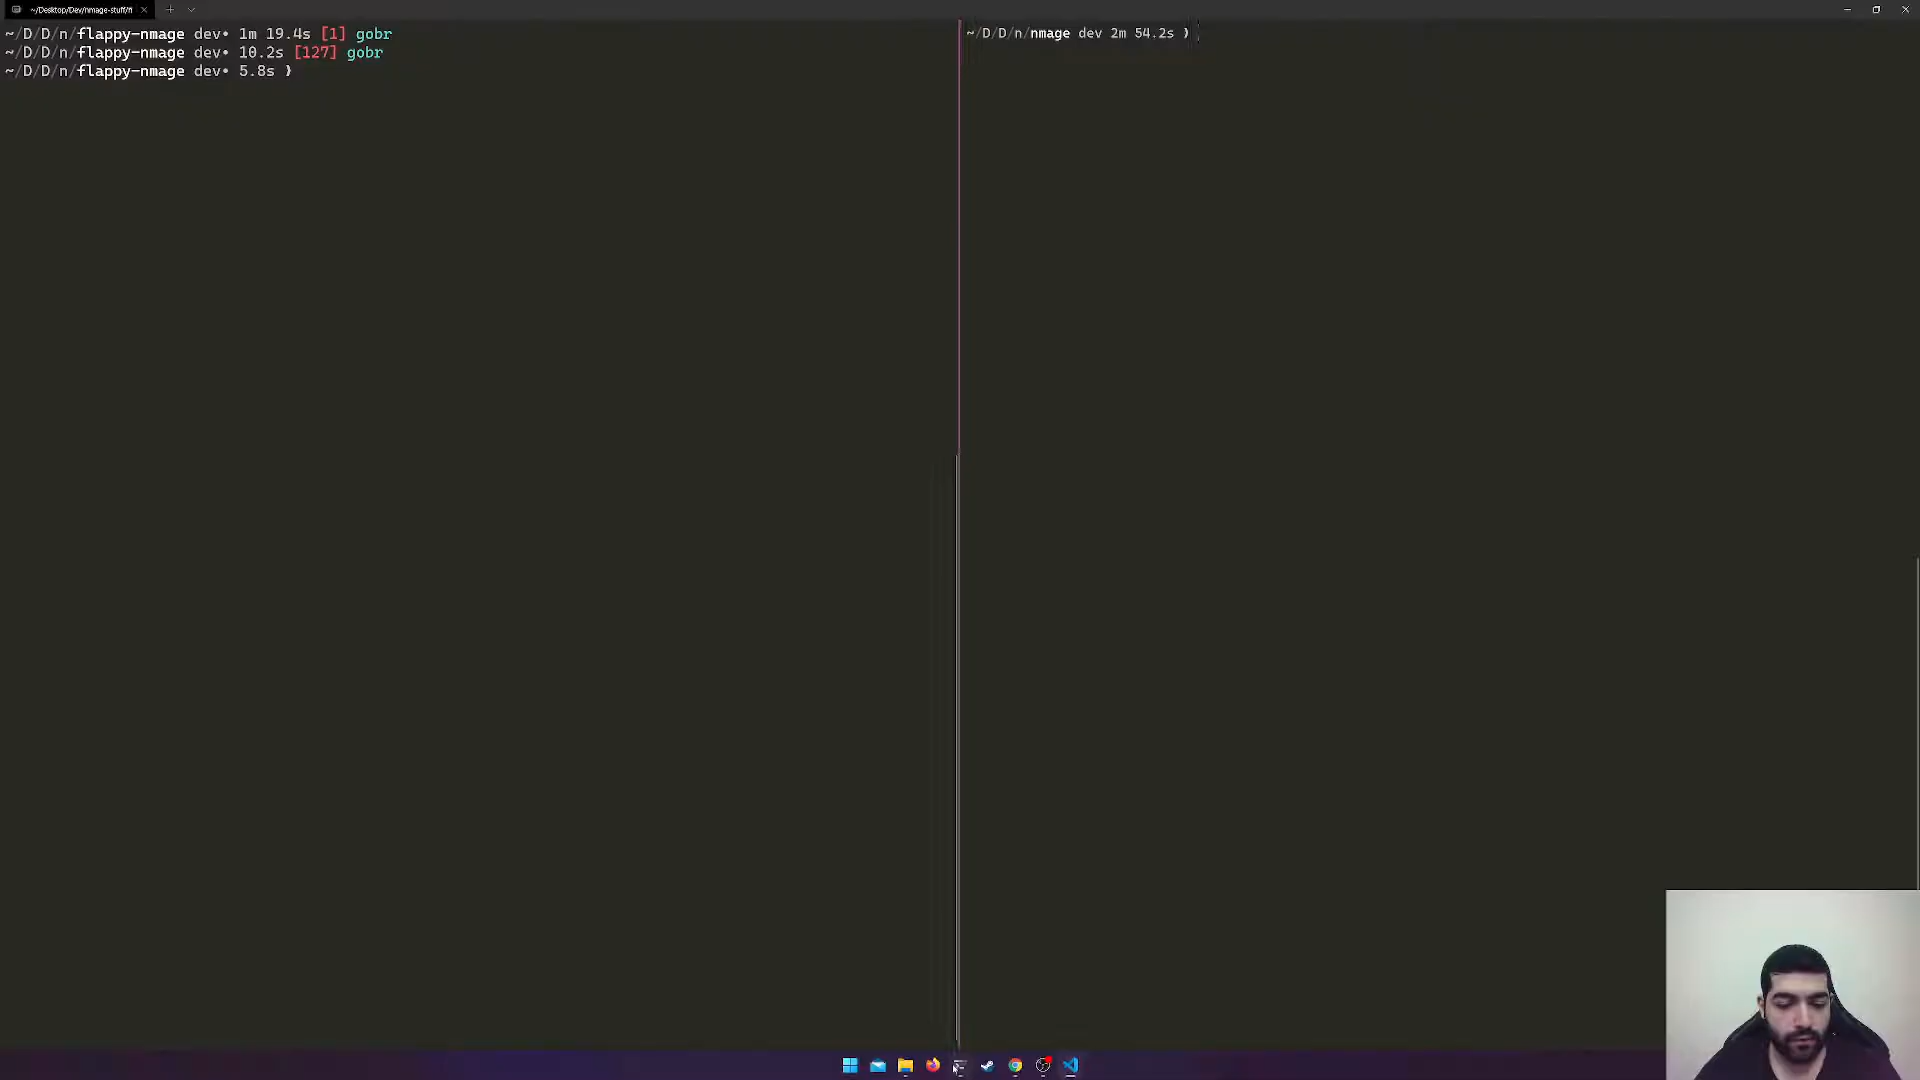 ~/Desktop/Dev/nmage-stuff/fl
~/D/D/n/flappy-nmage dev• 1m 19.4s [1] gobr
~/D/D/n/flappy-nmage dev• 10.2s [127] gobr
~/D/D/n/flappy-nmage dev• 5.8s ⟩
~/D/D/n/nmage dev 2m 54.2s ⟩